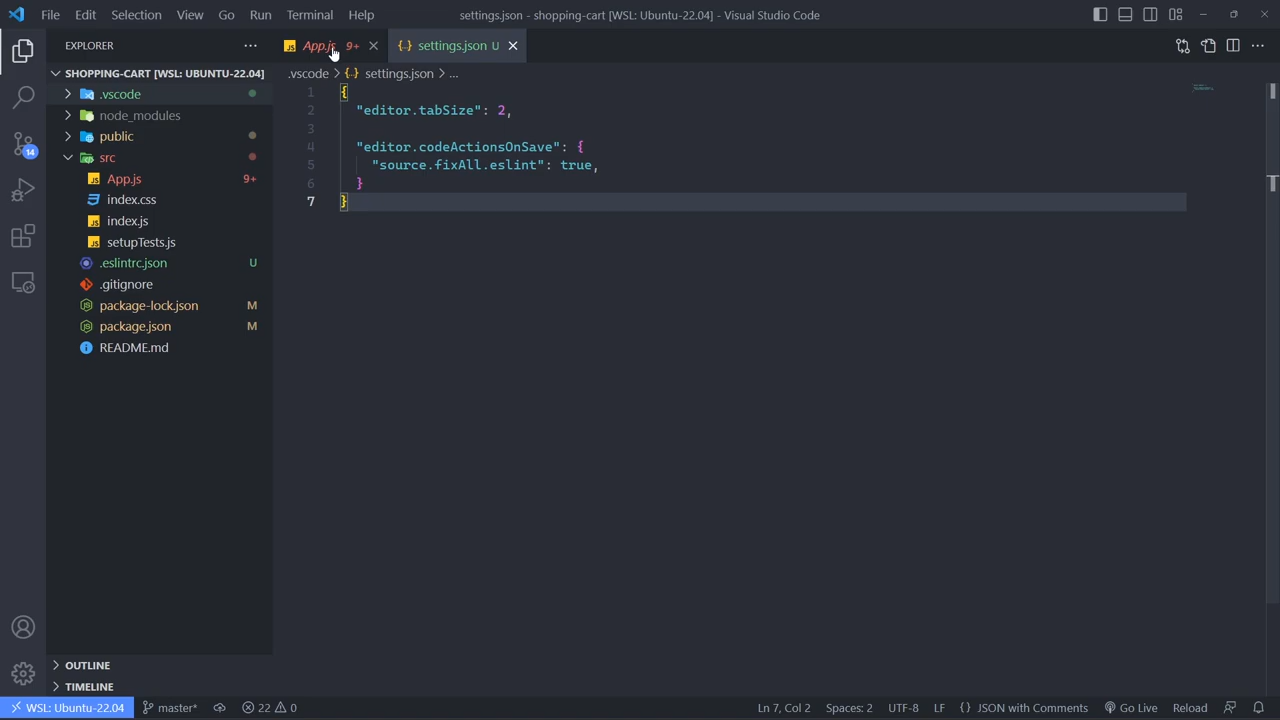 File Edit Selection View Go Run Terminal Help settings.json - shopping-cart [WSL: Ubuntu-22.04] - Visual Studio Code
EXPLORER
App.js 9+
settings.json U
SHOPPING-CART [WSL: UBUNTU-22.04]
.vscode > settings.json > ...
.vscode
node_modules
public
src
App.js 9+
index.css
index.js
setupTests.js
.eslintrc.json U
.gitignore
package-lock.json M
package.json M
README.md
14
1 {
2 "editor.tabSize": 2,
3
4 "editor.codeActionsOnSave": {
5 "source.fixAll.eslint": true,
6 }
7 }
OUTLINE
TIMELINE
WSL: Ubuntu-22.04 master* 22 0 Ln 7, Col 2 Spaces: 2 UTF-8 LF {} JSON with Comments Go Live Reload